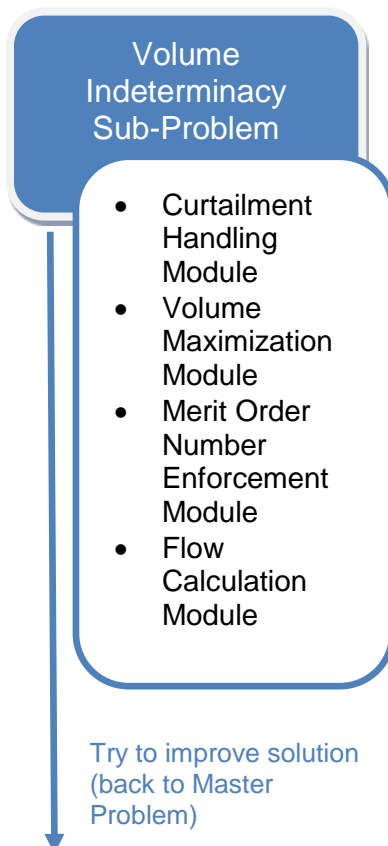 Volume
Indeterminacy
Sub-Problem
• Curtailment
Handling
Module
• Volume
Maximization
Module
• Merit Order
Number
Enforcement
Module
• Flow
Calculation
Module
Try to improve solution
(back to Master
Problem)